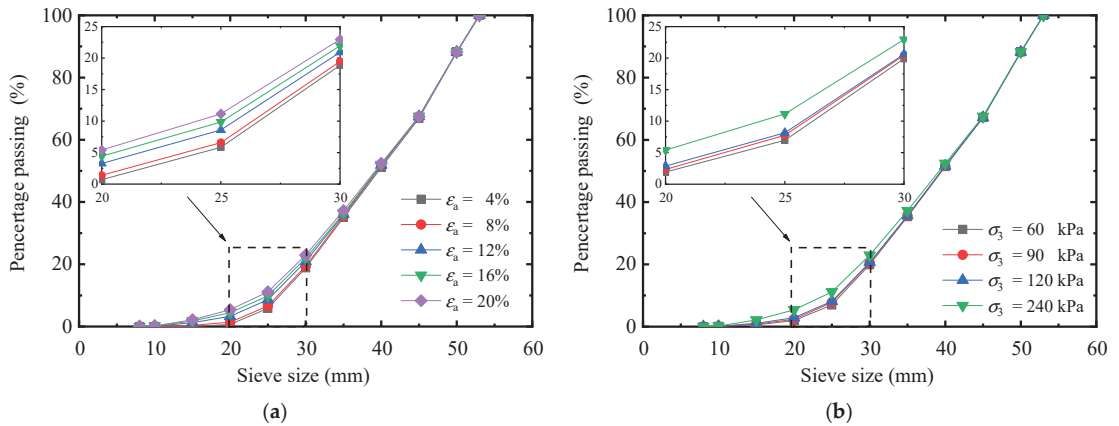 100
80
60
40
20
0
Pencertage passing (%)
25
20
15
10
5
0
20 25 30
εa = 4%
εa = 8%
εa = 12%
εa = 16%
εa = 20%
0 10 20 30 40 50 60
Sieve size (mm)
(a)
100
80
60
40
20
0
Pencertage passing (%)
25
20
15
10
5
0
20 25 30
σ3 = 60 kPa
σ3 = 90 kPa
σ3 = 120 kPa
σ3 = 240 kPa
0 10 20 30 40 50 60
Sieve size (mm)
(b)